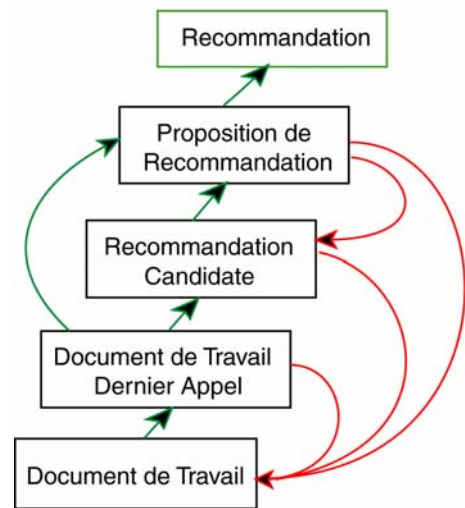 Recommandation
Proposition de
Recommandation
Recommandation
Candidate
Document de Travail
Dernier Appel
Document de Travail